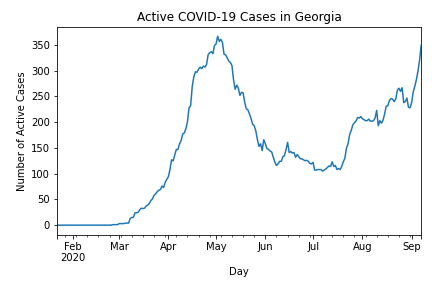 Active COVID-19 Cases in Georgia
Number of Active Cases
350
300
250
200
150
100
50
0
Feb Mar Apr May Jun Jul Aug Sep
2020
Day